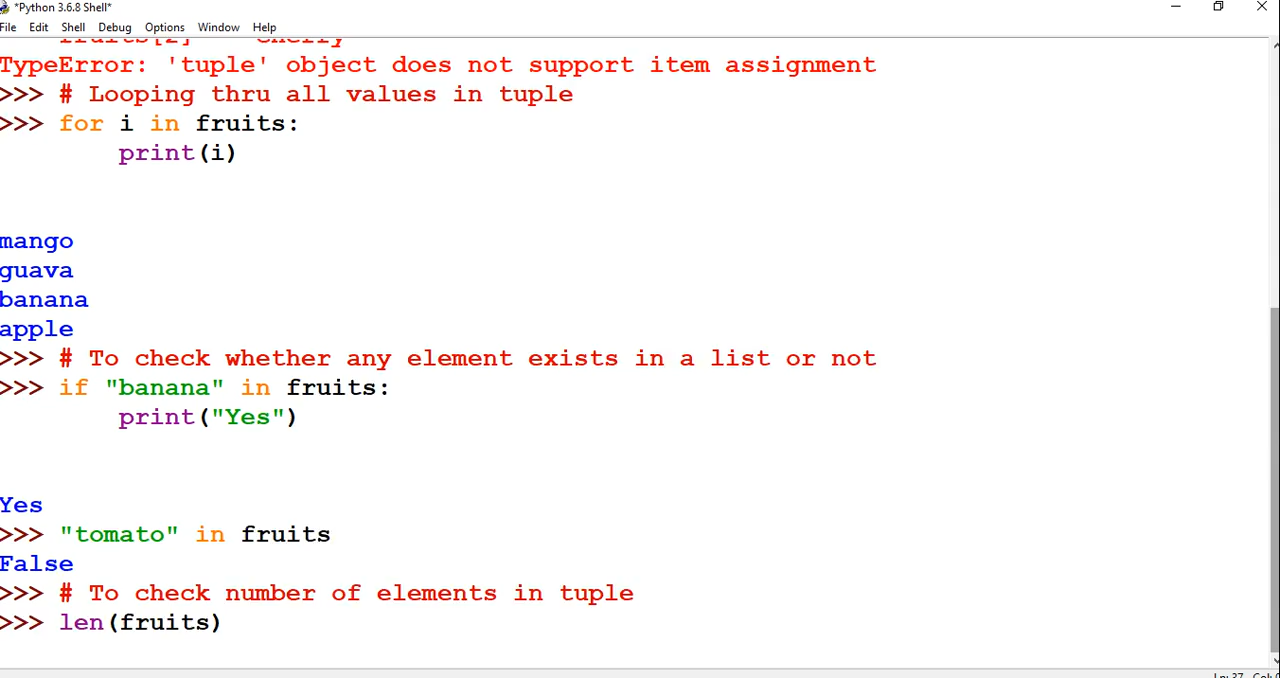 *Python 3.6.8 Shell*
File Edit Shell Debug Options Window Help
TypeError: 'tuple' object does not support item assignment
>>> # Looping thru all values in tuple
>>> for i in fruits:
print(i)
mango
guava
banana
apple
>>> # To check whether any element exists in a list or not
>>> if "banana" in fruits:
print("Yes")
Yes
>>> "tomato" in fruits
False
>>> # To check number of elements in tuple
>>> len(fruits)
Ln: 37